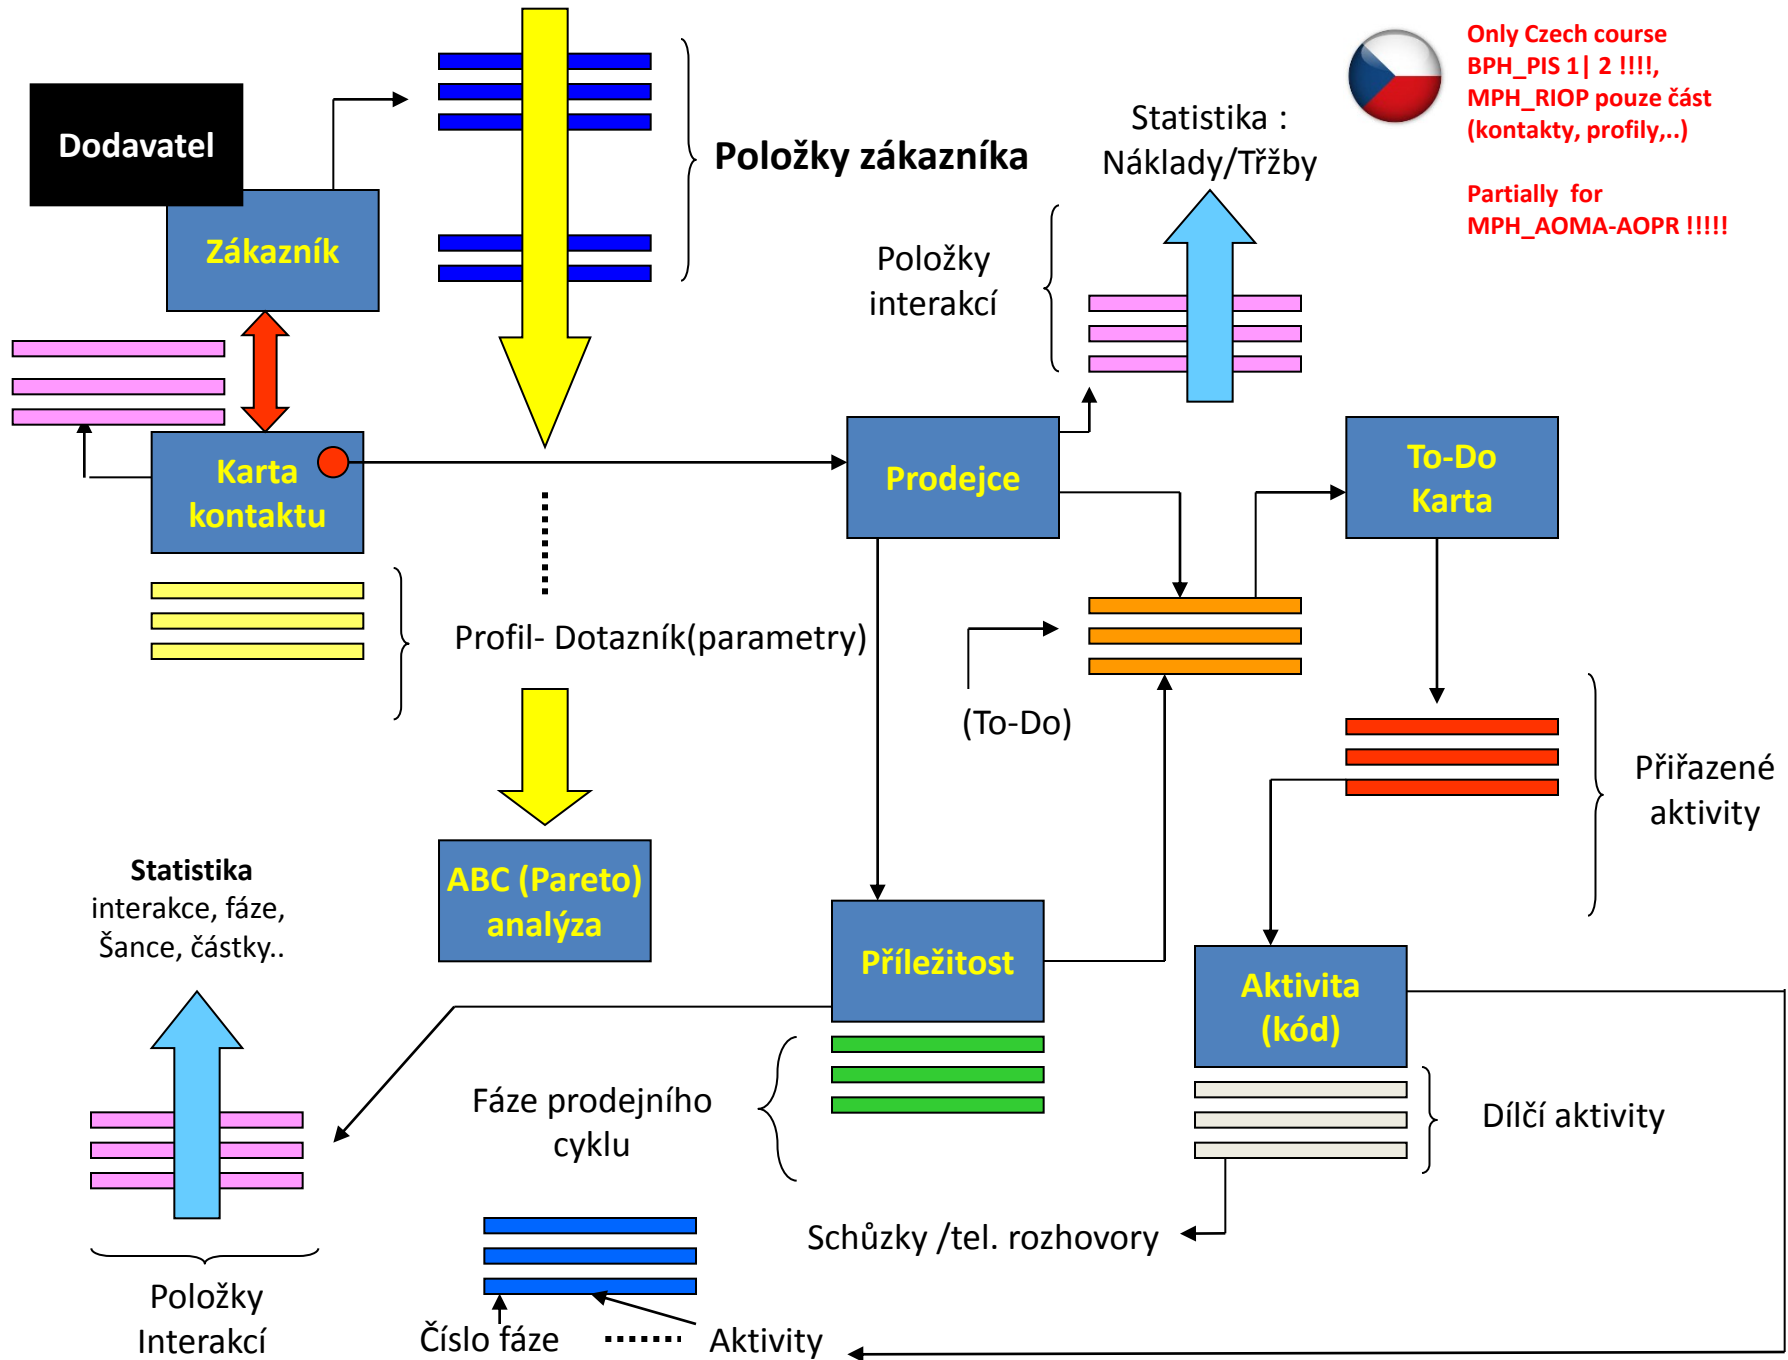 Only Czech course
BPH_PIS 1| 2 !!!!,
MPH_RIOP pouze část
(kontakty, profily,..)
Partially  for
MPH_AOMA-AOPR !!!!!
Dodavatel
Zákazník
Položky zákazníka
Statistika :
Náklady/Třžby
Položky
interakcí
Karta
kontaktu
Prodejce
To-Do
Karta
Profil- Dotazník(parametry)
(To-Do)
Přiřazené
aktivity
Statistika
interakce, fáze,
Šance, částky..
ABC (Pareto)
analýza
Příležitost
Aktivita
(kód)
Fáze prodejního
cyklu
Dílčí aktivity
Schůzky /tel. rozhovory
Položky
Interakcí
Číslo fáze
Aktivity